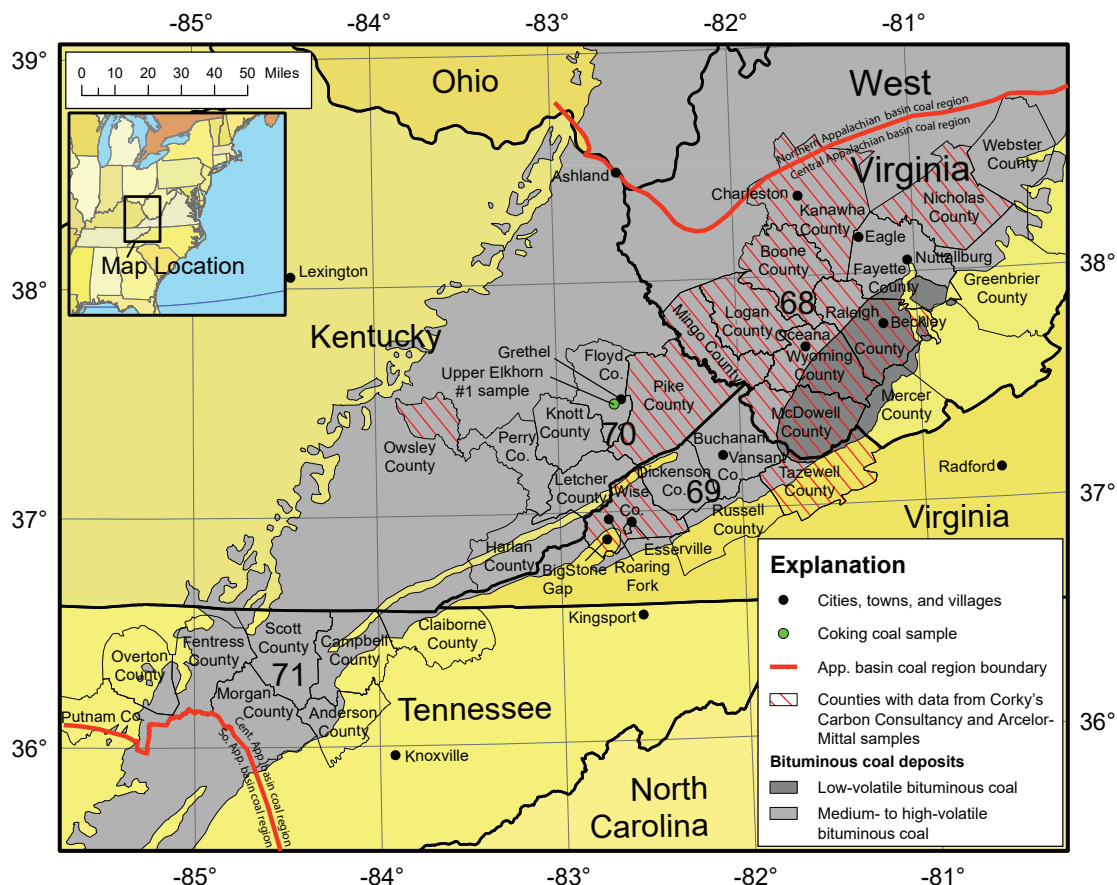 -85°
-84°
-83°
-82°
-81°
39°
38°
37°
36°
39°
38°
37°
36°
0 10 20 30 40 50 Miles
Map Location
Ohio
West
Virginia
Northern Appalachian basin coal region
Central Appalachian basin coal region
Webster
County
Ashland
Charleston
Kanawha
County
Nicholas
County
Eagle
Nuttallburg
Boone
County
Fayette
County
Greenbrier
County
Lexington
Kentucky
Mingo County
Logan
County
68
Raleigh
County
Beckley
Oceana
Wyoming
County
Grethel
Upper Elkhorn
#1 sample
Floyd
Co.
Pike
County
Mercer
County
McDowell
County
Owsley
County
Perry
Co.
Knott
County
70
Buchanan
Co.
Vansant
Letcher
County
Dickenson
Co.
69
Tazewell
County
Radford
Wise
Co.
Russell
County
Virginia
Harlan
County
Big Stone
Gap
Roaring
Fork
Esserville
Kingsport
Overton
County
Fentress
County
Scott
County
Campbell
County
Claiborne
County
71
Putnam Co.
Morgan
County
Anderson
County
Tennessee
Cent. App. basin coal region
So. App. basin coal region
Knoxville
North
Carolina
Explanation
Cities, towns, and villages
Coking coal sample
App. basin coal region boundary
Counties with data from Corky's
Carbon Consultancy and Arcelor-
Mittal samples
Bituminous coal deposits
Low-volatile bituminous coal
Medium- to high-volatile
bituminous coal
-85°
-84°
-83°
-82°
-81°